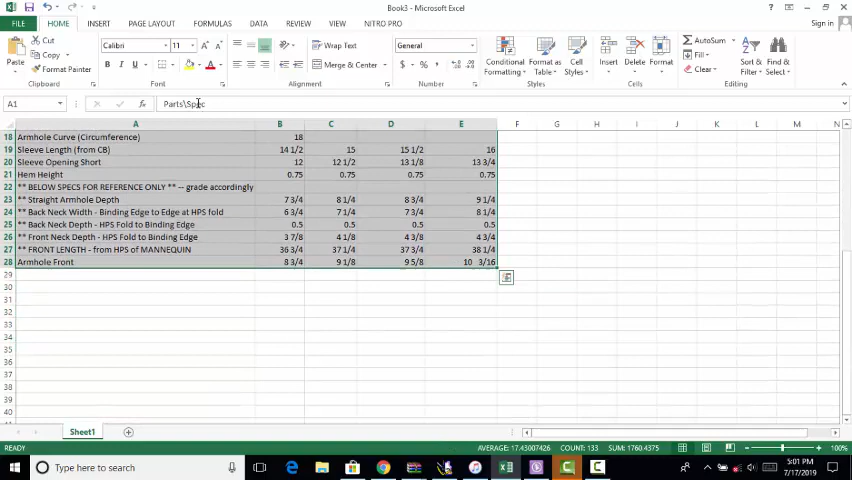 Book3 - Microsoft Excel
Sign in
FILE HOME INSERT PAGE LAYOUT FORMULAS DATA REVIEW VIEW NITRO PRO
Paste Cut Copy Format Painter Clipboard
Calibri 11 B I U A A A Font
Wrap Text Merge & Center Alignment
General $ % , Number
Conditional Formatting Format as Table Cell Styles Styles
Insert Delete Format Cells
AutoSum Fill Clear Sort & Filter Find & Select Editing
A1 fx Parts\Spec
A B C D E F G H I J K L M N
18 Armhole Curve (Circumference) 18
19 Sleeve Length (from CB) 14 1/2 15 15 1/2 16
20 Sleeve Opening Short 12 12 1/2 13 1/8 13 3/4
21 Hem Height 0.75 0.75 0.75 0.75
22 ** BELOW SPECS FOR REFERENCE ONLY ** -- grade accordingly
23 ** Straight Armhole Depth 7 3/4 8 1/4 8 3/4 9 1/4
24 ** Back Neck Width - Binding Edge to Edge at HPS fold 6 3/4 7 1/4 7 3/4 8 1/4
25 ** Back Neck Depth - HPS Fold to Binding Edge 0.5 0.5 0.5 0.5
26 ** Front Neck Depth - HPS Fold to Binding Edge 3 7/8 4 1/8 4 3/8 4 3/4
27 ** FRONT LENGTH - from HPS of MANNEQUIN 36 3/4 37 1/4 37 3/4 38 1/4
28 Armhole Front 8 3/4 9 1/8 9 5/8 10 3/16
29
30
31
32
33
34
35
36
37
38
39
40
Sheet1
READY AVERAGE: 17.43007426 COUNT: 133 SUM: 1760.4375 100%
Type here to search
5:01 PM
7/17/2019